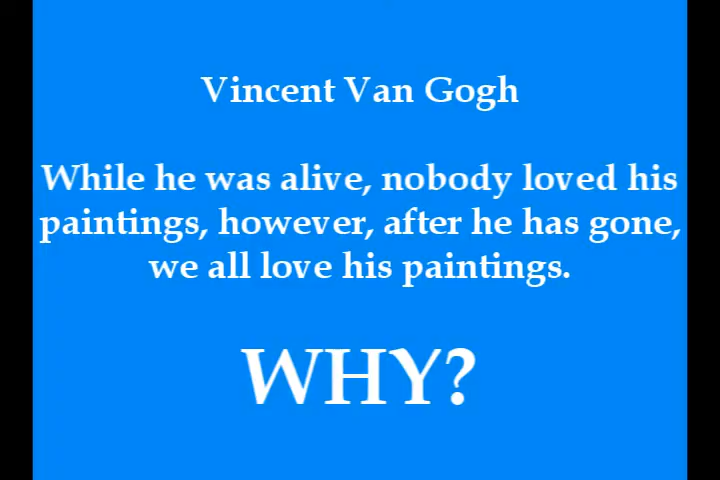 Vincent Van Gogh
While he was alive, nobody loved his
paintings, however, after he has gone,
we all love his paintings.
WHY?